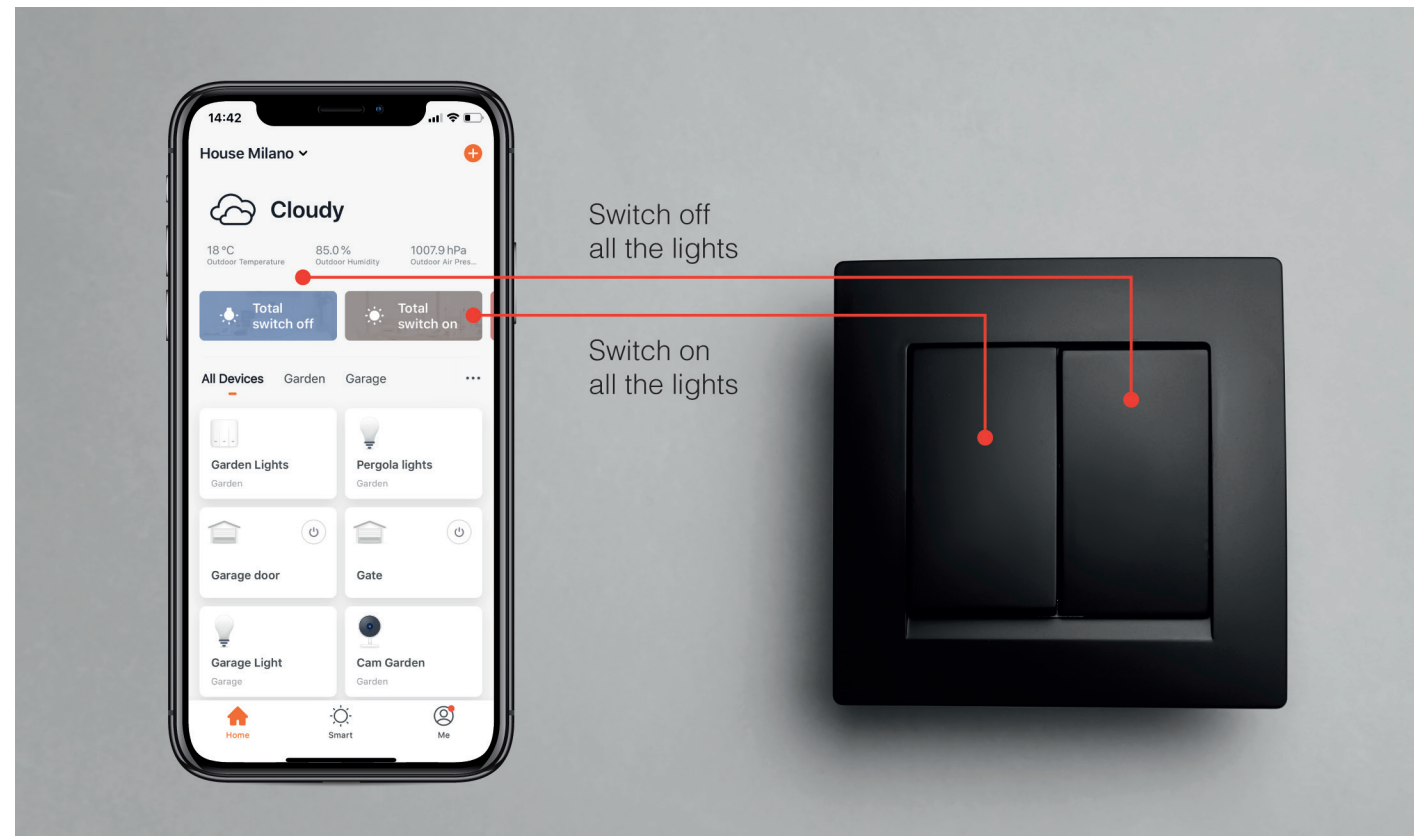 14:42
House Milano
Cloudy
18 °C
85.0 %
1007.9 hPa
Outdoor Temperature
Outdoor Humidity
Outdoor Air Pres...
Total
switch off
Total
switch on
All Devices
Garden
Garage
Garden Lights
Garden
Pergola lights
Garden
Garage door
Gate
Garage Light
Garage
Cam Garden
Garden
Home
Smart
Me
Switch off
all the lights
Switch on
all the lights